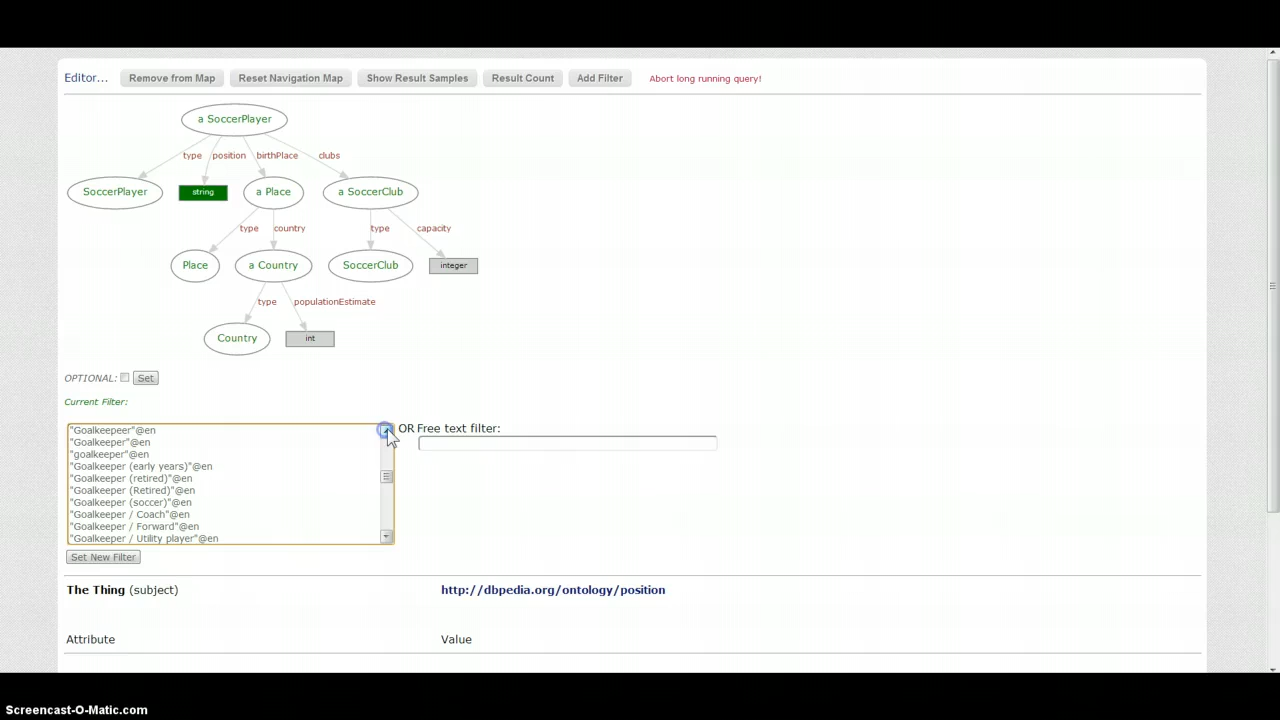 Editor... Remove from Map Reset Navigation Map Show Result Samples Result Count Add Filter Abort long running query!
a SoccerPlayer
type position birthPlace clubs
SoccerPlayer string a Place a SoccerClub
type country type capacity
Place a Country SoccerClub integer
type populationEstimate
Country int
OPTIONAL: Set
Current Filter:
"Goalkeepeer"@en
"Goalkeeper"@en
"goalkeeper"@en
"Goalkeeper (early years)"@en
"Goalkeeper (retired)"@en
"Goalkeeper (Retired)"@en
"Goalkeeper (soccer)"@en
"Goalkeeper / Coach"@en
"Goalkeeper / Forward"@en
"Goalkeeper / Utility player"@en
OR Free text filter:
Set New Filter
The Thing (subject) http://dbpedia.org/ontology/position
Attribute Value
Screencast-O-Matic.com